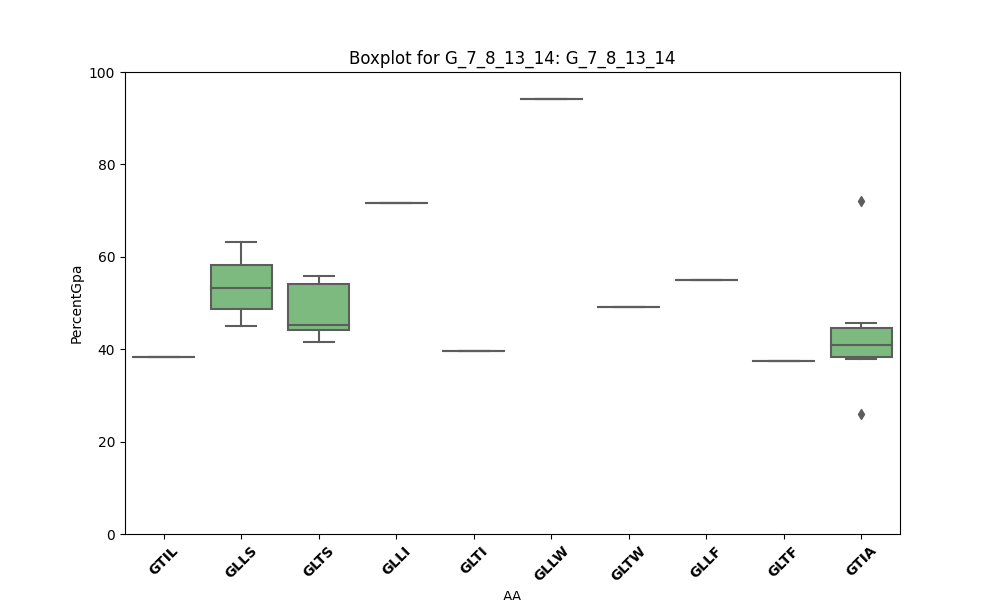 Boxplot for G_7_8_13_14: G_7_8_13_14
100
80
60
40
20
0
PercentGpa
GTIL
GLLS
GLTS
GLLI
GLTI
GLLW
GLTW
GLLF
GLTF
GTIA
AA